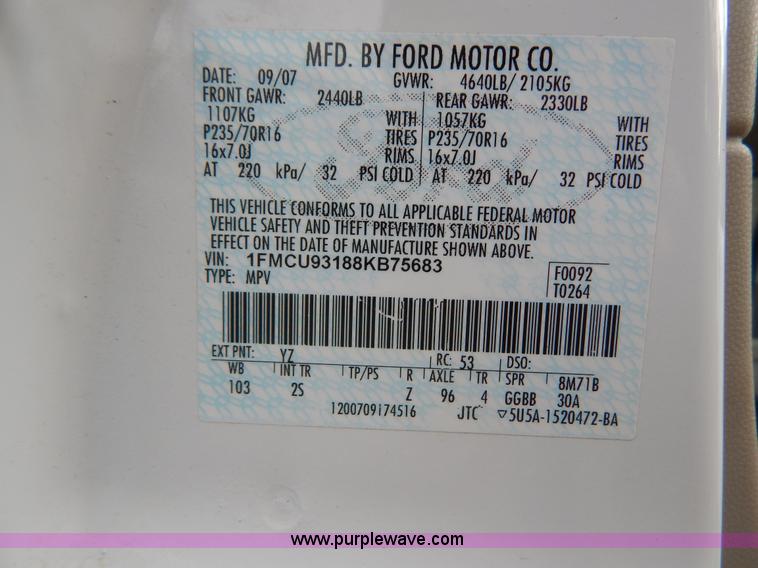 MFD. BY FORD MOTOR CO.
DATE: 09/07 GVWR: 4640LB/ 2105KG
FRONT GAWR: 2440LB REAR GAWR: 2330LB
1107KG WITH 1057KG WITH
P235/70R16 TIRES P235/70R16 TIRES
16x7.0J RIMS 16x7.0J RIMS
AT 220 kPa/ 32 PSI COLD AT 220 kPa/ 32 PSI COLD
THIS VEHICLE CONFORMS TO ALL APPLICABLE FEDERAL MOTOR
VEHICLE SAFETY AND THEFT PREVENTION STANDARDS IN
EFFECT ON THE DATE OF MANUFACTURE SHOWN ABOVE.
VIN: 1FMCU93188KB75683
TYPE: MPV
F0092
T0264
EXT PNT: YZ RC: 53 DSO:
WB INT TR TP/PS R AXLE TR SPR 8M71B
103 2S Z 96 4 GGBB 30A
1200709174516 JTC ▽5U5A-1520472-BA
www.purplewave.com